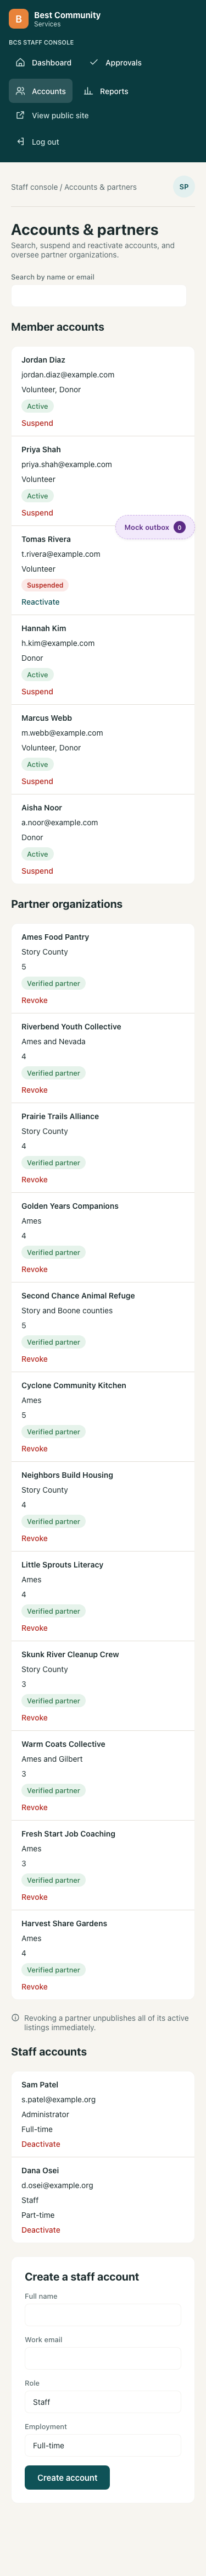 B
Best Community
Services
BCS STAFF CONSOLE
Dashboard
Approvals
Accounts
Reports
View public site
Log out
Staff console / Accounts & partners
SP
Accounts & partners
Search, suspend and reactivate accounts, and
oversee partner organizations.
Search by name or email
Member accounts
Jordan Diaz
jordan.diaz@example.com
Volunteer, Donor
Active
Suspend
Priya Shah
priya.shah@example.com
Volunteer
Active
Suspend
Mock outbox 0
Tomas Rivera
t.rivera@example.com
Volunteer
Suspended
Reactivate
Hannah Kim
h.kim@example.com
Donor
Active
Suspend
Marcus Webb
m.webb@example.com
Volunteer, Donor
Active
Suspend
Aisha Noor
a.noor@example.com
Donor
Active
Suspend
Partner organizations
Ames Food Pantry
Story County
5
Verified partner
Revoke
Riverbend Youth Collective
Ames and Nevada
4
Verified partner
Revoke
Prairie Trails Alliance
Story County
4
Verified partner
Revoke
Golden Years Companions
Ames
4
Verified partner
Revoke
Second Chance Animal Refuge
Story and Boone counties
5
Verified partner
Revoke
Cyclone Community Kitchen
Ames
5
Verified partner
Revoke
Neighbors Build Housing
Story County
4
Verified partner
Revoke
Little Sprouts Literacy
Ames
4
Verified partner
Revoke
Skunk River Cleanup Crew
Story County
3
Verified partner
Revoke
Warm Coats Collective
Ames and Gilbert
3
Verified partner
Revoke
Fresh Start Job Coaching
Ames
3
Verified partner
Revoke
Harvest Share Gardens
Ames
4
Verified partner
Revoke
Revoking a partner unpublishes all of its active
listings immediately.
Staff accounts
Sam Patel
s.patel@example.org
Administrator
Full-time
Deactivate
Dana Osei
d.osei@example.org
Staff
Part-time
Deactivate
Create a staff account
Full name
Work email
Role
Staff
Employment
Full-time
Create account